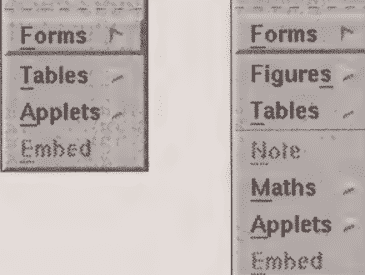 Forms
Tables
Applets
Embed
Forms
Figures
Tables
Note
Maths
Applets
Embed